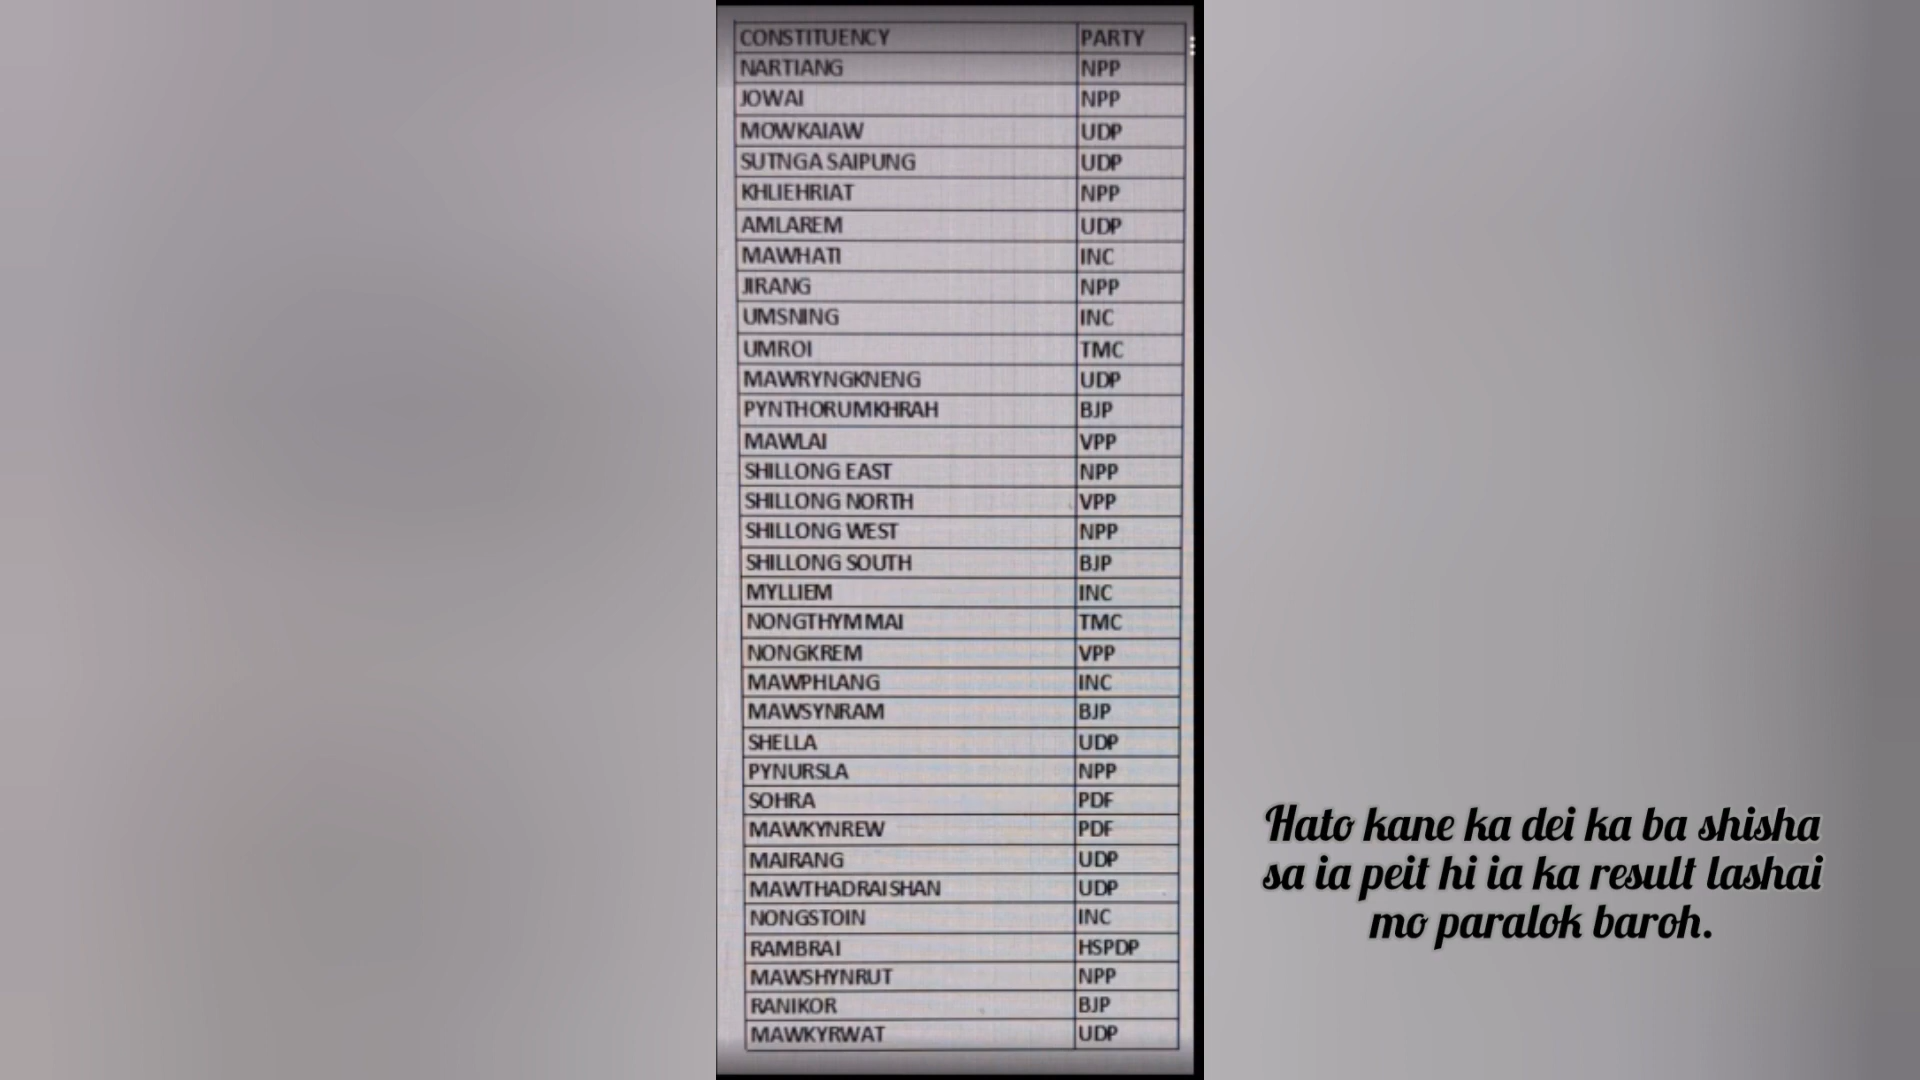 CONSTITUENCY PARTY
NARTIANG NPP
JOWAI NPP
MOWKAIAW UDP
SUTNGA SAIPUNG UDP
KHLIEHRIAT NPP
AMLAREM UDP
MAWHATI INC
JIRANG NPP
UMSNING INC
UMROI TMC
MAWRYNGKNENG UDP
PYNTHORUMKHRAH BJP
MAWLAI VPP
SHILLONG EAST NPP
SHILLONG NORTH VPP
SHILLONG WEST NPP
SHILLONG SOUTH BJP
MYLLIEM INC
NONGTHYMMAI TMC
NONGKREM VPP
MAWPHLANG INC
MAWSYNRAM BJP
SHELLA UDP
PYNURSLA NPP
SOHRA PDF
MAWKYNREW PDF
MAIRANG UDP
MAWTHADRAISHAN UDP
NONGSTOIN INC
RAMBRAI HSPDP
MAWSHYNRUT NPP
RANIKOR BJP
MAWKYRWAT UDP
Hato kane ka dei ka ba shisha
sa ia peit hi ia ka result lashai
mo paralok baroh.